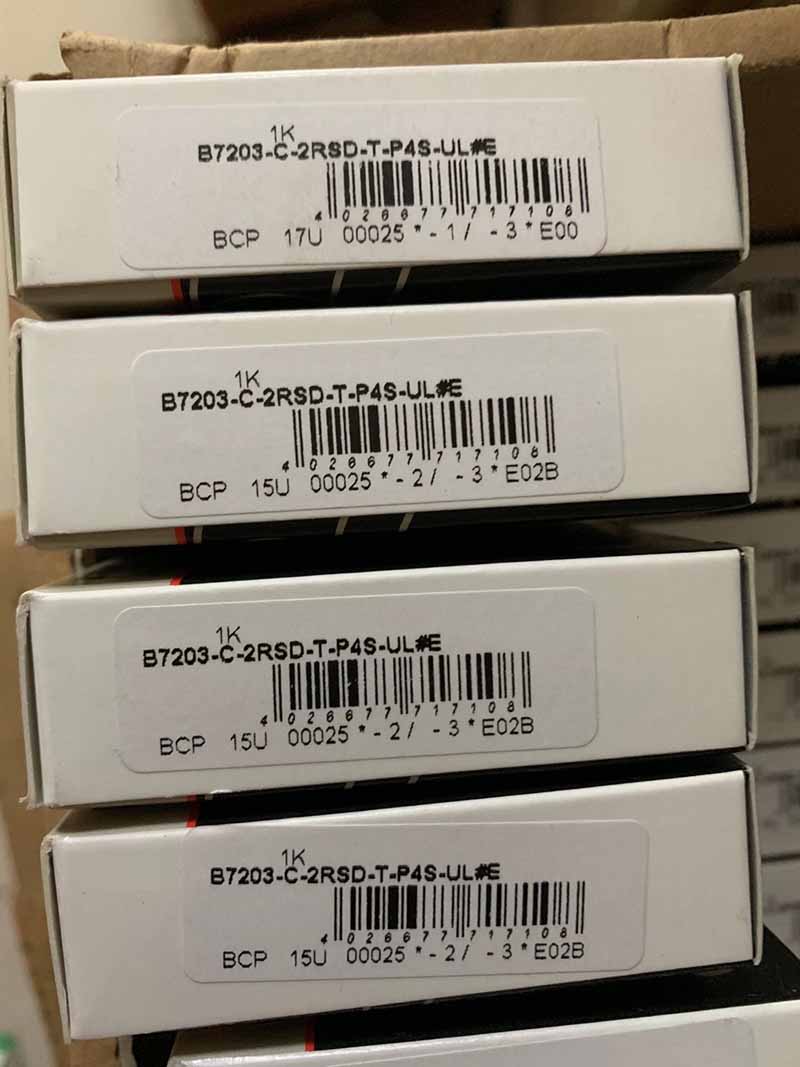 1K
B7203-C-2RSD-T-P4S-UL#E
4 026677 717108
BCP 17U 00025 * - 1 / - 3 * E00
1K
B7203-C-2RSD-T-P4S-UL#E
4 026677 717108
BCP 15U 00025 * - 2 / - 3 * E02B
1K
B7203-C-2RSD-T-P4S-UL#E
4 026677 717108
BCP 15U 00025 * - 2 / - 3 * E02B
1K
B7203-C-2RSD-T-P4S-UL#E
4 026677 717108
BCP 15U 00025 * - 2 / - 3 * E02B